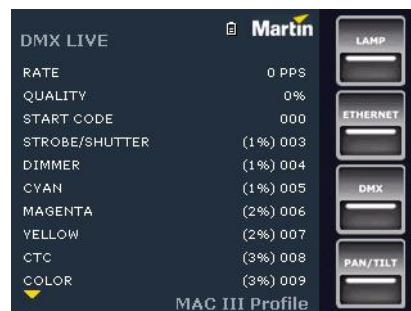 DMX LIVE
Martin
RATE 0 PPS
QUALITY 0%
START CODE 000
STROBE/SHUTTER (1%) 003
DIMMER (1%) 004
CYAN (1%) 005
MAGENTA (2%) 006
YELLOW (2%) 007
CTC (3%) 008
COLOR (3%) 009
MAC III Profile
LAMP
ETHERNET
DMX
PAN/TILT